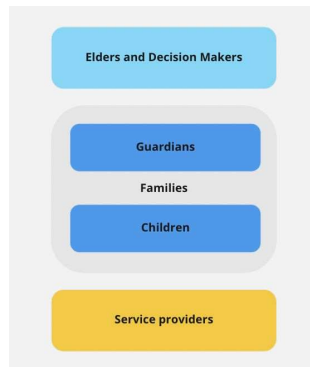 Elders and Decision Makers
Guardians
Families
Children
Service providers